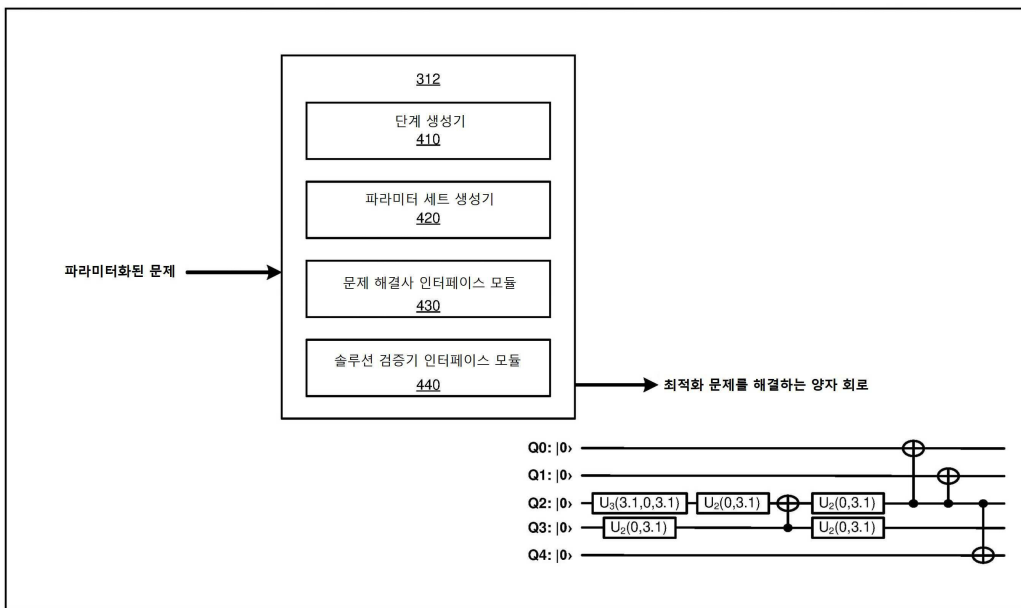 312
단계 생성기
410
파라미터 세트 생성기
420
파라미터화된 문제
문제 해결사 인터페이스 모듈
430
솔루션 검증기 인터페이스 모듈
440
최적화 문제를 해결하는 양자 회로
Q0: |0›
Q1: |0›
Q2: |0› U₃(3.1,0,3.1) U₂(0,3.1) U₂(0,3.1)
Q3: |0› U₂(0,3.1) U₂(0,3.1)
Q4: |0›